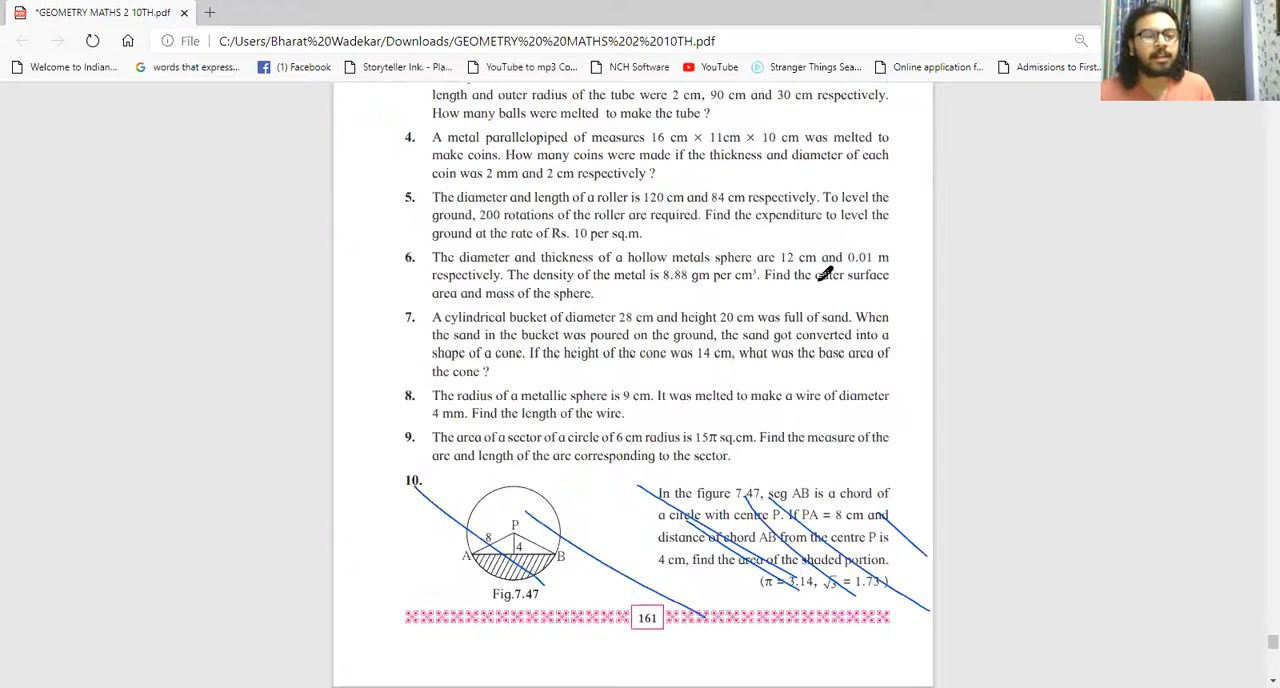 *GEOMETRY MATHS 2 10TH.pdf
File
C:/Users/Bharat%20Wadekar/Downloads/GEOMETRY%20%20MATHS%202%2010TH.pdf
Welcome to Indian...
words that express...
(1) Facebook
Storyteller Ink. - Pla...
YouTube to mp3 Co...
NCH Software
YouTube
Stranger Things Sea...
Online application f...
Admissions to First...
length and outer radius of the tube were 2 cm, 90 cm and 30 cm respectively.
How many balls were melted to make the tube ?
4. A metal parallelopiped of measures 16 cm × 11cm × 10 cm was melted to
make coins. How many coins were made if the thickness and diameter of each
coin was 2 mm and 2 cm respectively ?
5. The diameter and length of a roller is 120 cm and 84 cm respectively. To level the
ground, 200 rotations of the roller are required. Find the expenditure to level the
ground at the rate of Rs. 10 per sq.m.
6. The diameter and thickness of a hollow metals sphere are 12 cm and 0.01 m
respectively. The density of the metal is 8.88 gm per cm³. Find the outer surface
area and mass of the sphere.
7. A cylindrical bucket of diameter 28 cm and height 20 cm was full of sand. When
the sand in the bucket was poured on the ground, the sand got converted into a
shape of a cone. If the height of the cone was 14 cm, what was the base area of
the cone ?
8. The radius of a metallic sphere is 9 cm. It was melted to make a wire of diameter
4 mm. Find the length of the wire.
9. The area of a sector of a circle of 6 cm radius is 15π sq.cm. Find the measure of the
arc and length of the arc corresponding to the sector.
10.
P
8
4
A
B
Fig.7.47
In the figure 7.47, seg AB is a chord of
a circle with centre P. If PA = 8 cm and
distance of chord AB from the centre P is
4 cm, find the area of the shaded portion.
(π = 3.14, √3 = 1.73 )
161